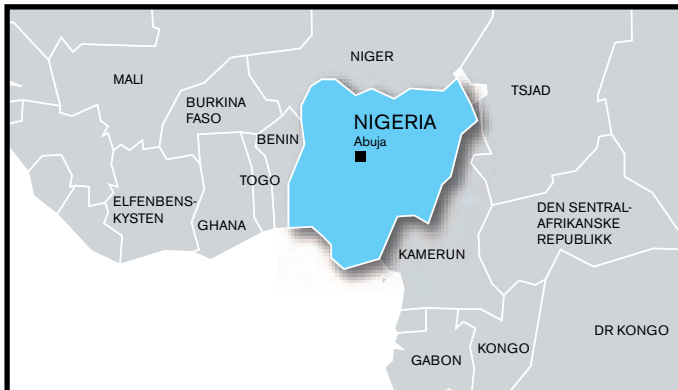 NIGER
MALI
TSJAD
BURKINA
FASO
NIGERIA
BENIN
Abuja
TOGO
ELFENBENS-
KYSTEN
GHANA
DEN SENTRAL-
AFRIKANSKE
REPUBLIKK
KAMERUN
DR KONGO
KONGO
GABON